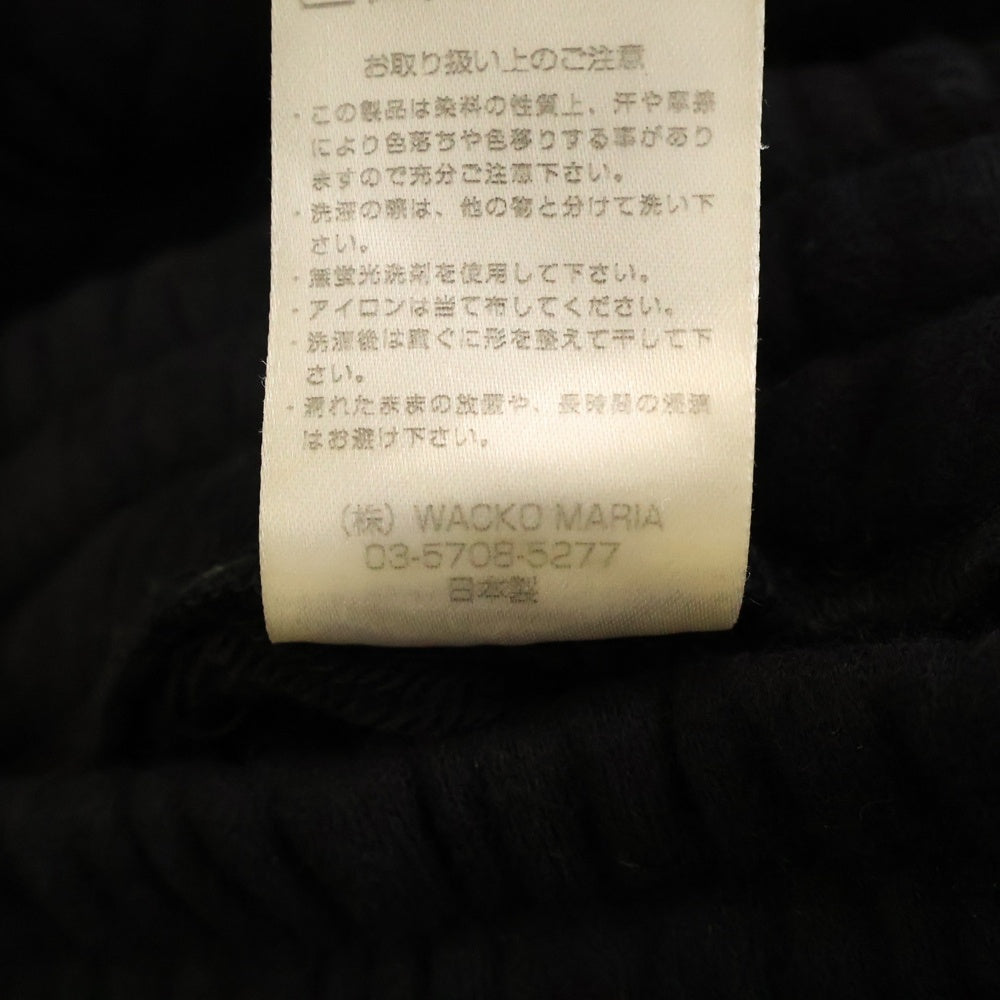 お取り扱い上のご注意
・この製品は染料の性質上、汗や摩擦
により色落ちや色移りする事があり
ますので充分ご注意下さい。
・洗濯の際は、他の物と分けて洗い下
さい。
・無蛍光洗剤を使用して下さい。
・アイロンは当て布してください。
・洗濯後は直ぐに形を整えて干して下
さい。
・濡れたままの放置や、長時間の浸漬
はお避け下さい。
(株) WACKO MARIA
03-5708-5277
日本製